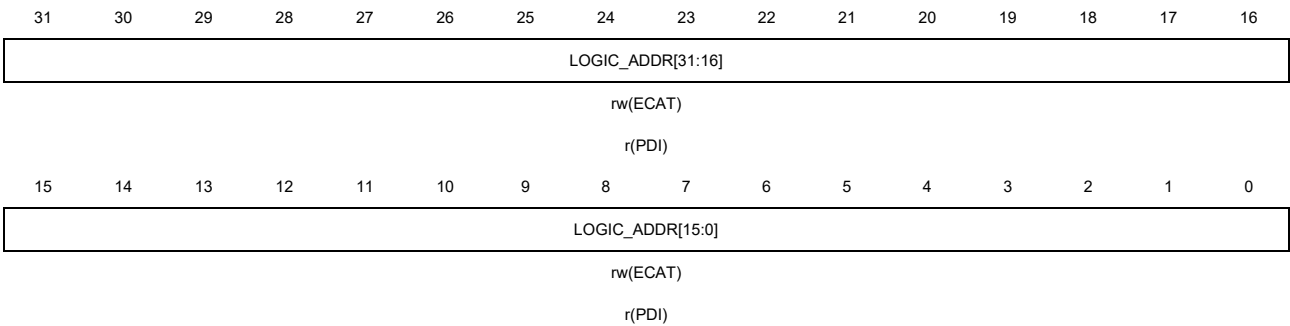 31 30 29 28 27 26 25 24 23 22 21 20 19 18 17 16
LOGIC_ADDR[31:16]
rw(ECAT)
r(PDI)
15 14 13 12 11 10 9 8 7 6 5 4 3 2 1 0
LOGIC_ADDR[15:0]
rw(ECAT)
r(PDI)